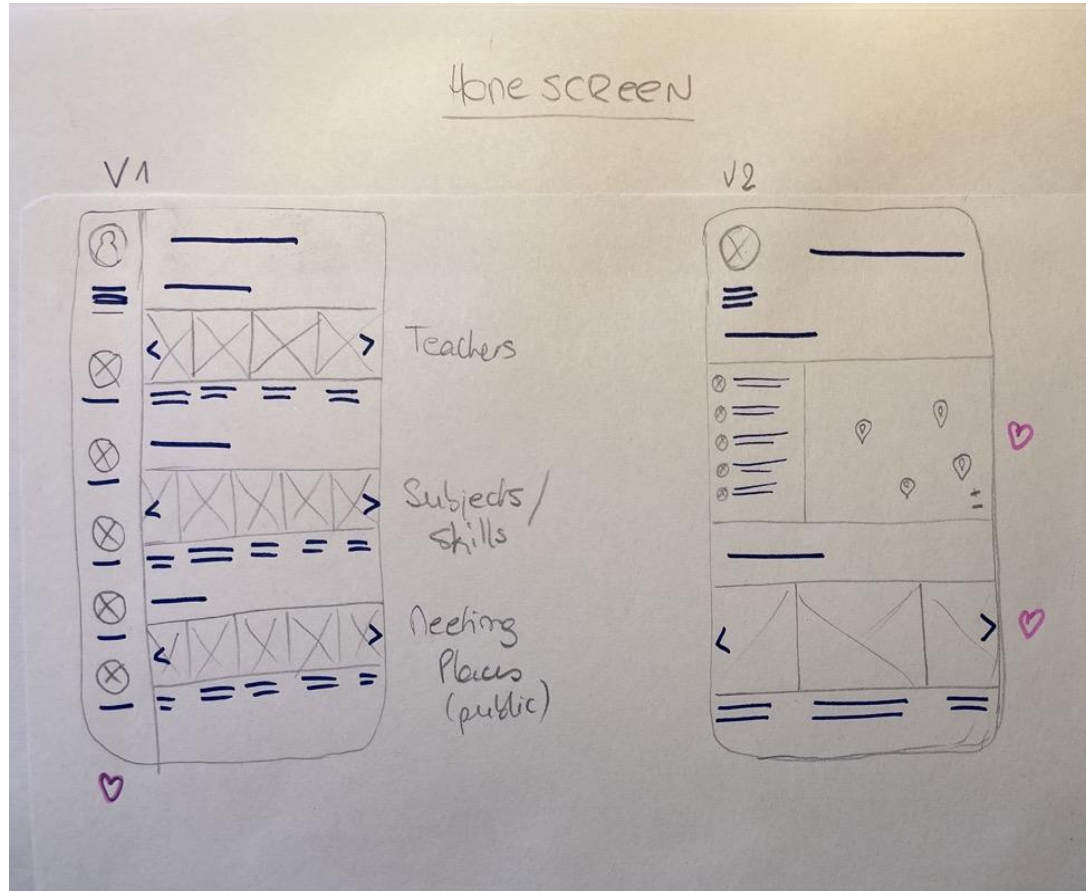 Home SCREEN
V1
V2
Teachers
Subjects/
Skills
Meeting
Places
(public)